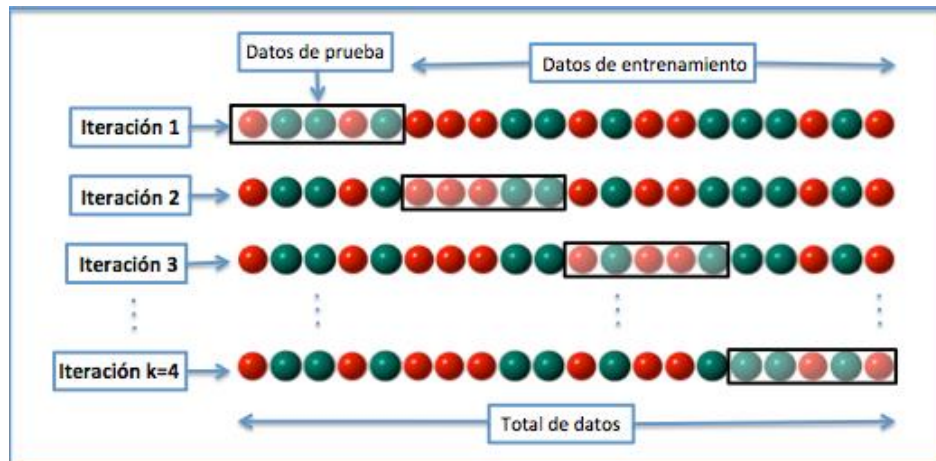 Datos de prueba
Datos de entrenamiento
Iteración 1
Iteración 2
Iteración 3
Iteración k=4
Total de datos